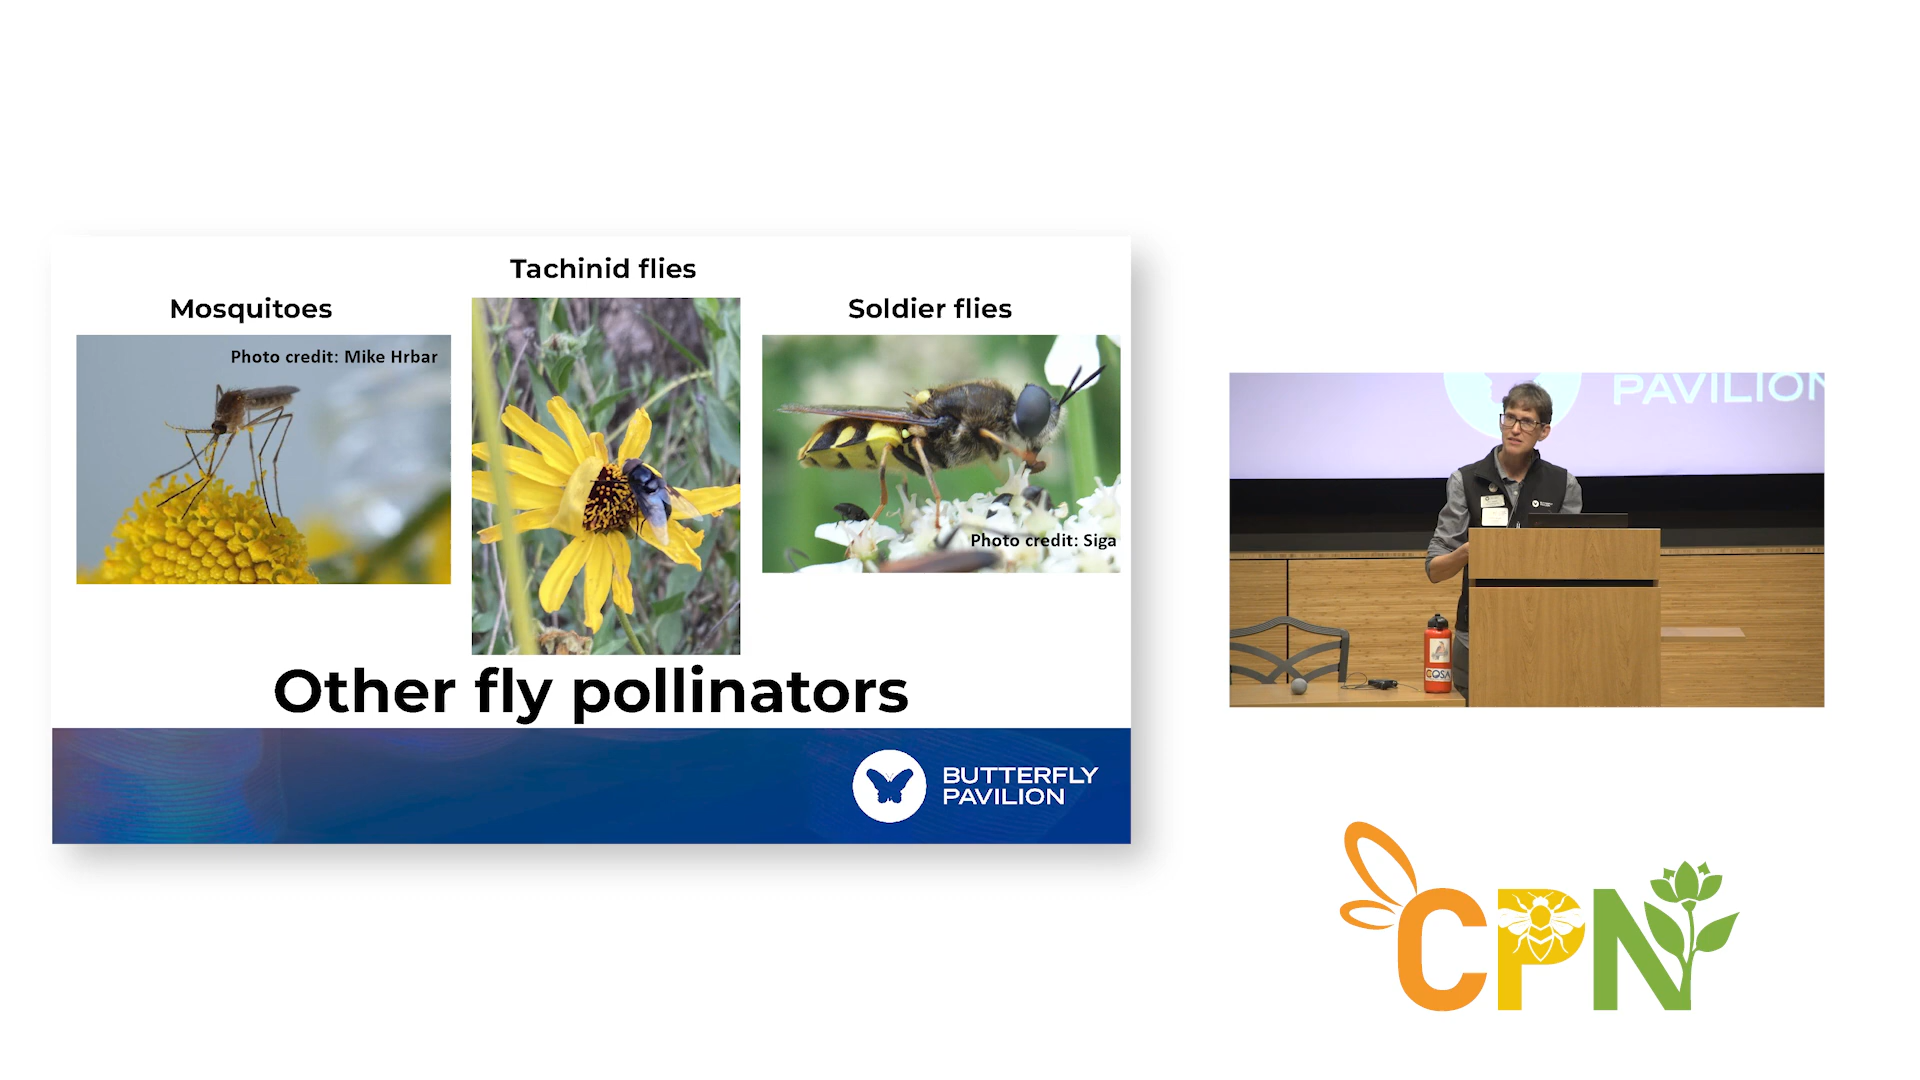 Tachinid flies
Mosquitoes
Soldier flies
Photo credit: Mike Hrbar
Photo credit: Siga
Other fly pollinators
BUTTERFLY
PAVILION
PAVILION
COSA
CPN